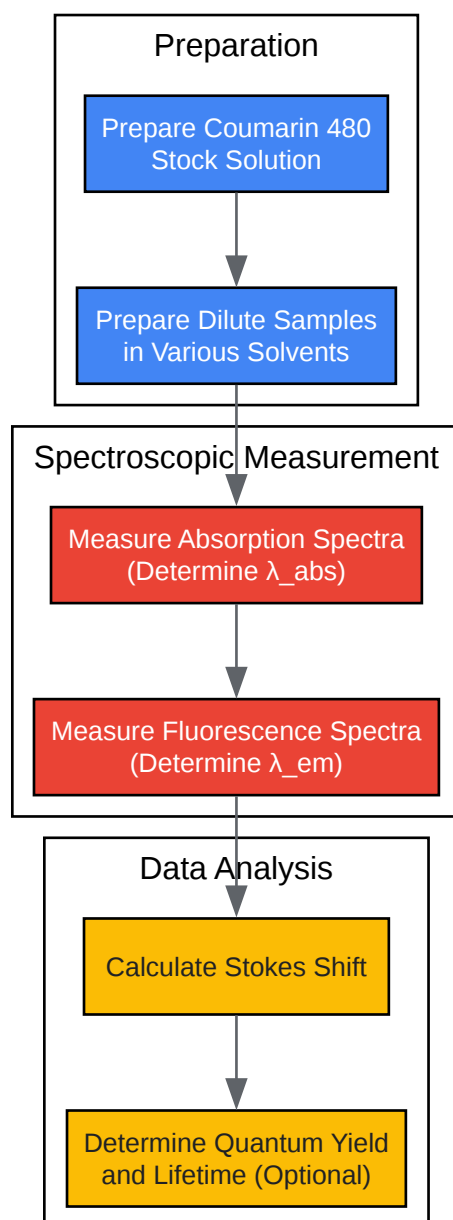 Preparation
Prepare Coumarin 480
Stock Solution
Prepare Dilute Samples
in Various Solvents
Spectroscopic Measurement
Measure Absorption Spectra
(Determine λ_abs)
Measure Fluorescence Spectra
(Determine λ_em)
Data Analysis
Calculate Stokes Shift
Determine Quantum Yield
and Lifetime (Optional)